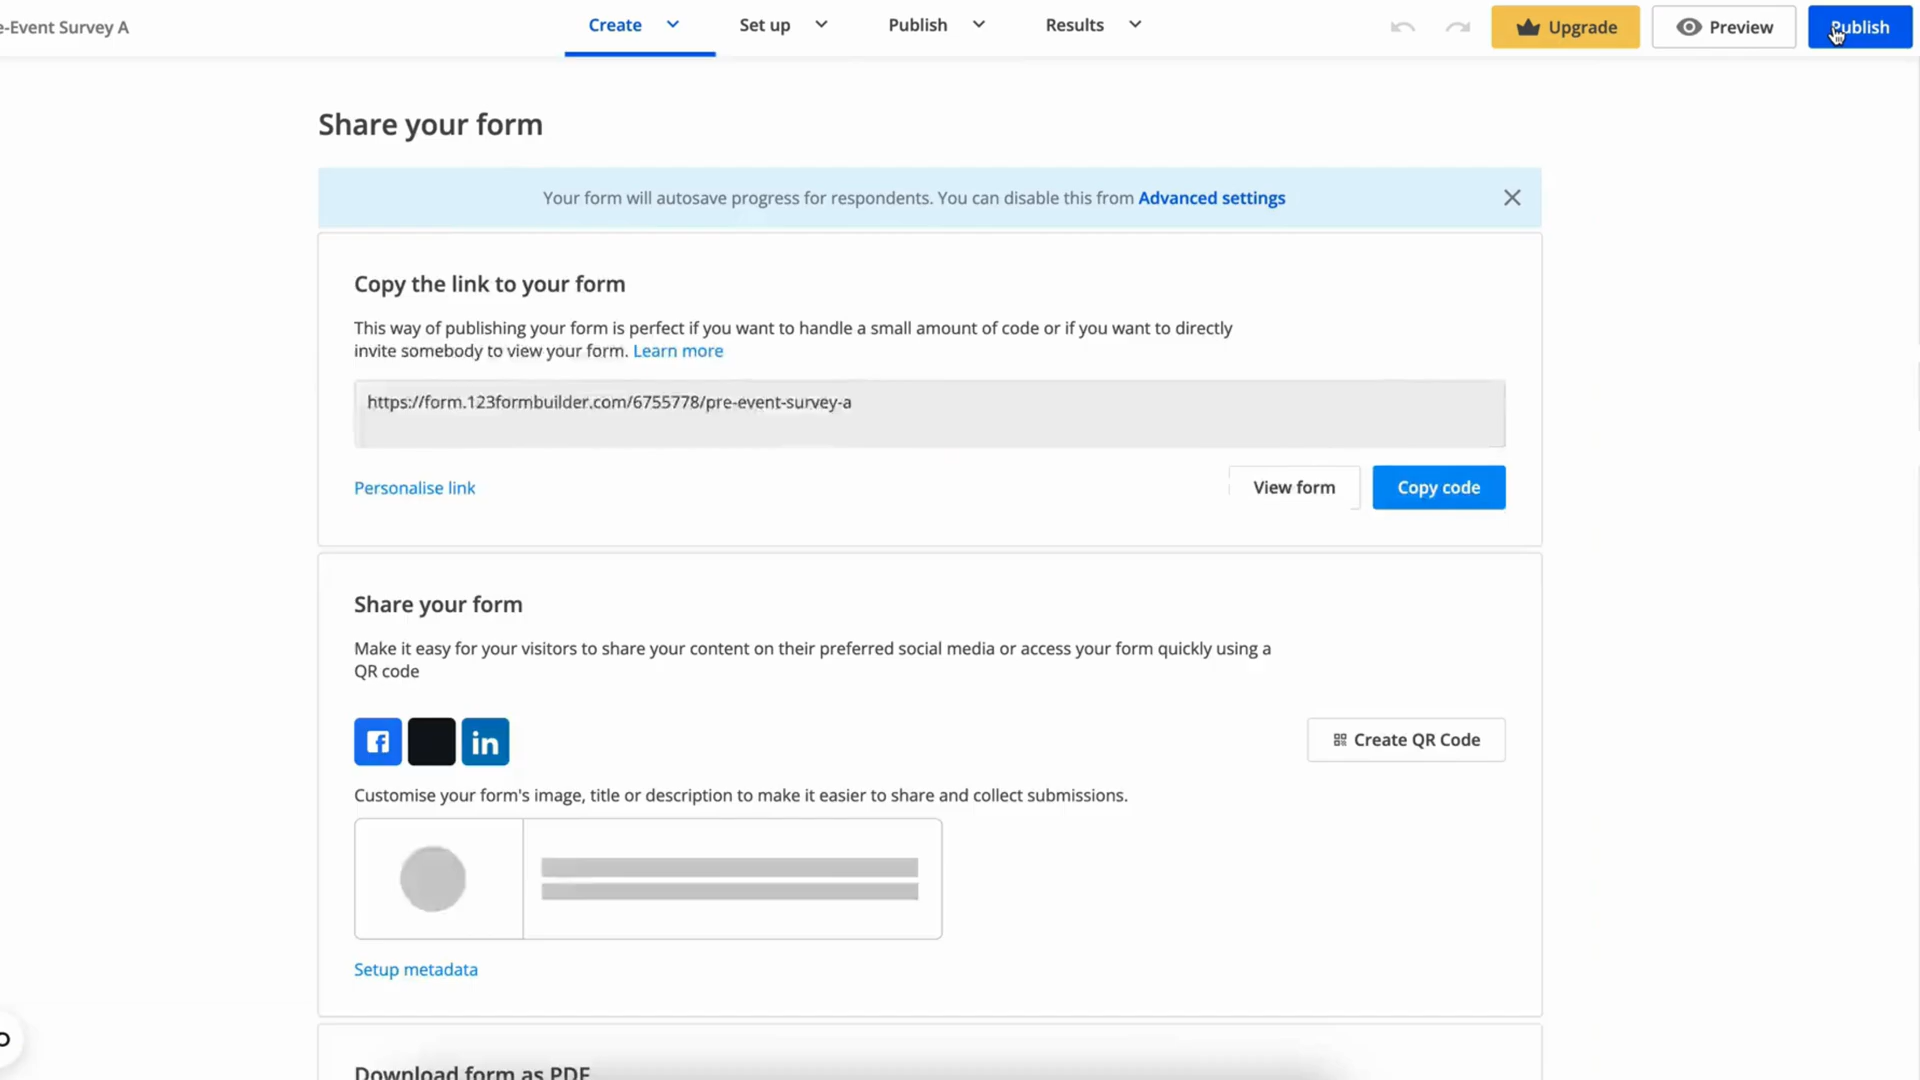 e-Event Survey A
Create
Set up
Publish
Results
Upgrade
Preview
Publish
Share your form
Your form will autosave progress for respondents. You can disable this from Advanced settings
Copy the link to your form
This way of publishing your form is perfect if you want to handle a small amount of code or if you want to directly
invite somebody to view your form. Learn more
https://form.123formbuilder.com/6755778/pre-event-survey-a
Personalise link
View form
Copy code
Share your form
Make it easy for your visitors to share your content on their preferred social media or access your form quickly using a
QR code
in
Create QR Code
Customise your form's image, title or description to make it easier to share and collect submissions.
Setup metadata
Download form as PDF